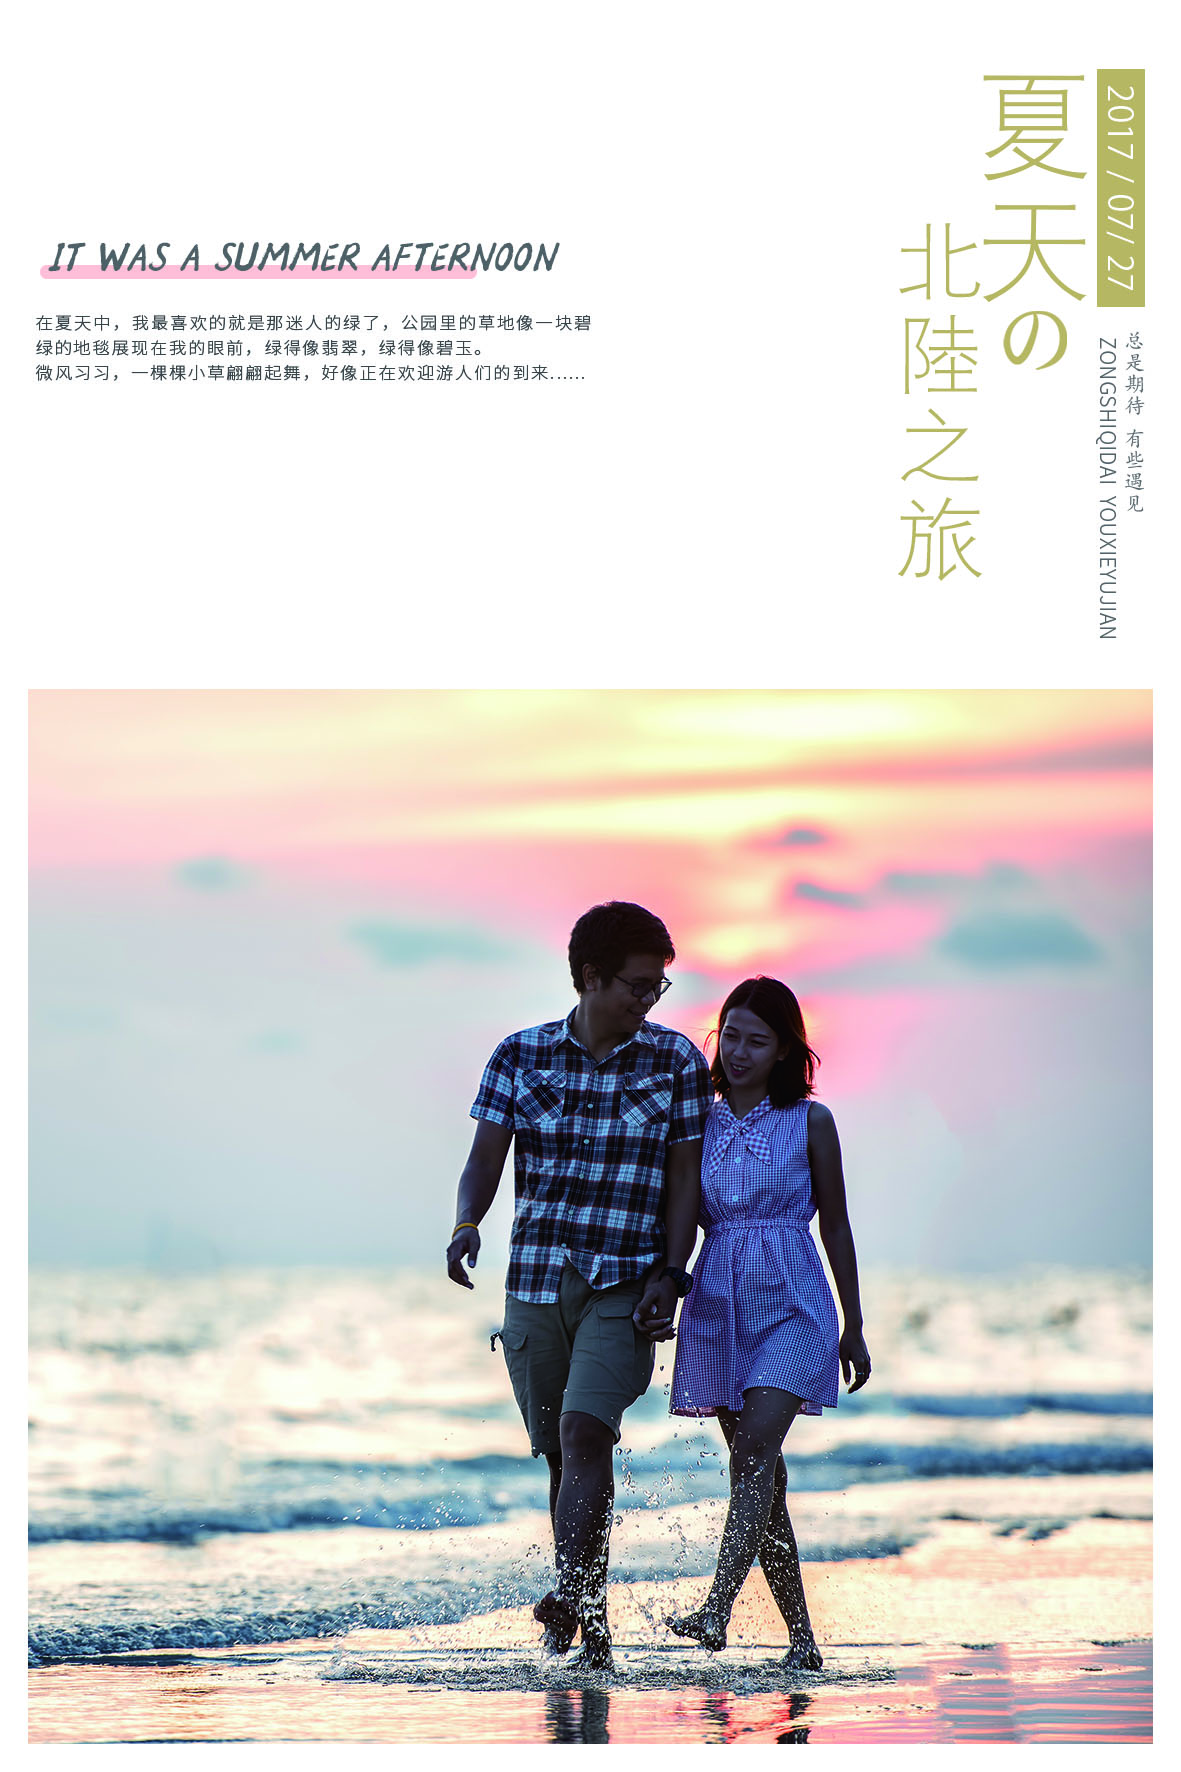 2017 / 07/ 27
夏天の
北陸之旅
总是期待 有些遇见
ZONGSHIQIDAI YOUXIEYUJIAN
IT WAS A SUMMER AFTERNOON
在夏天中，我最喜欢的就是那迷人的绿了，公园里的草地像一块碧
绿的地毯展现在我的眼前，绿得像翡翠，绿得像碧玉。
微风习习，一棵棵小草翩翩起舞，好像正在欢迎游人们的到来......